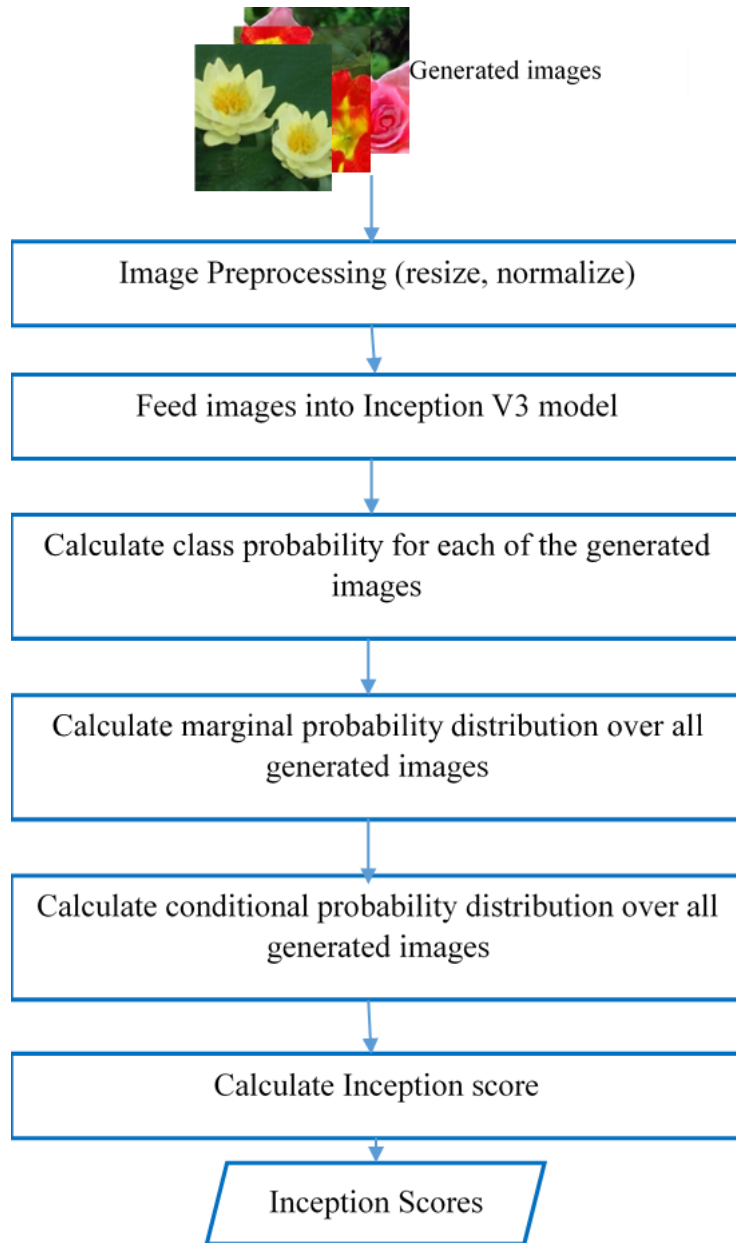 Generated images
Image Preprocessing (resize, normalize)
Feed images into Inception V3 model
Calculate class probability for each of the generated
images
Calculate marginal probability distribution over all
generated images
Calculate conditional probability distribution over all
generated images
Calculate Inception score
Inception Scores